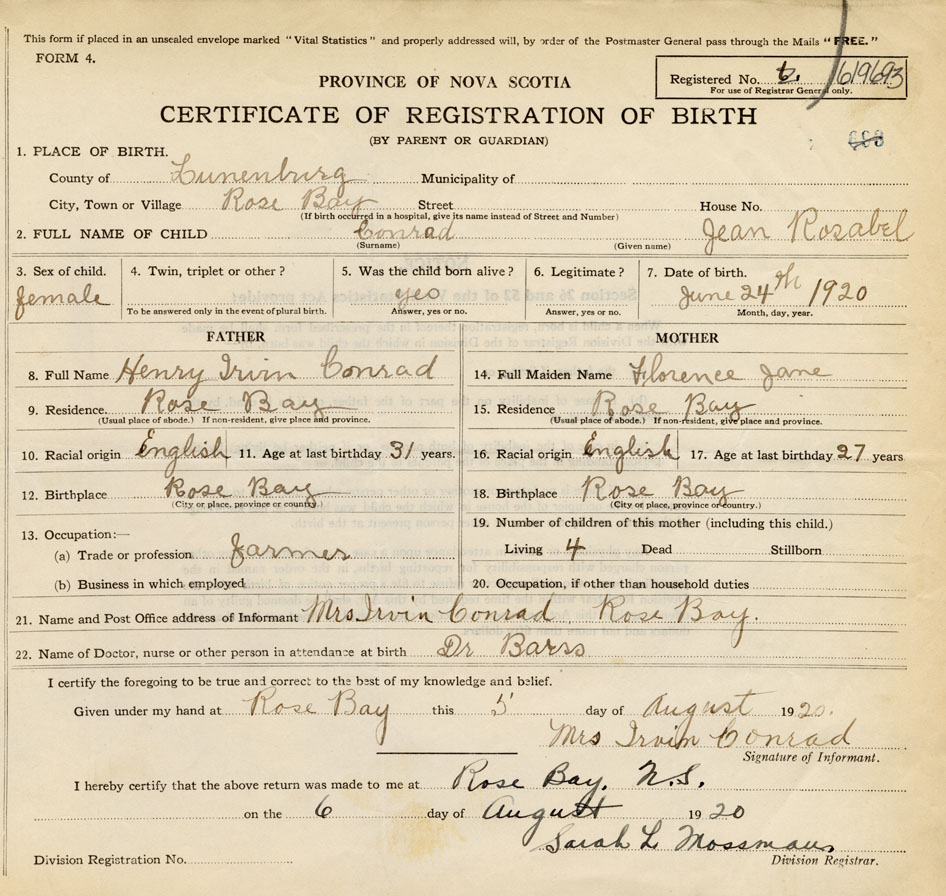 This form if placed in an unsealed envelope marked "Vital Statistics" and properly addressed will, by order of the Postmaster General pass through the Mails "FREE."
FORM 4.
PROVINCE OF NOVA SCOTIA
Registered No. 6. 619693
For use of Registrar General only.
CERTIFICATE OF REGISTRATION OF BIRTH
(BY PARENT OR GUARDIAN)
1. PLACE OF BIRTH.
County of Lunenburg Municipality of
City, Town or Village Rose Bay Street House No.
(If birth occurred in a hospital, give its name instead of Street and Number)
2. FULL NAME OF CHILD Conrad Jean Rosabel
(Surname) (Given name)
3. Sex of child. 4. Twin, triplet or other? 5. Was the child born alive? 6. Legitimate? 7. Date of birth.
female yes June 24th 1920
To be answered only in the event of plural birth. Answer, yes or no. Answer, yes or no. Month, day, year.
FATHER MOTHER
8. Full Name Henry Irvin Conrad 14. Full Maiden Name Florence Jane
9. Residence. Rose Bay 15. Residence Rose Bay
(Usual place of abode.) If non-resident, give place and province. (Usual place of abode.) If non-resident, give place and province.
10. Racial origin English 11. Age at last birthday 31 years. 16. Racial origin English 17. Age at last birthday 27 years
12. Birthplace Rose Bay 18. Birthplace Rose Bay
(City or place, province or country.) (City or place, province or country.)
13. Occupation:— 19. Number of children of this mother (including this child.)
(a) Trade or profession farmer Living 4 Dead Stillborn
(b) Business in which employed 20. Occupation, if other than household duties
21. Name and Post Office address of Informant Mrs Irvin Conrad Rose Bay.
22. Name of Doctor, nurse or other person in attendance at birth Dr Barss
I certify the foregoing to be true and correct to the best of my knowledge and belief.
Given under my hand at Rose Bay this 5 day of August 1920.
Mrs Irvin Conrad
Signature of Informant.
I hereby certify that the above return was made to me at Rose Bay. N.S.
on the 6 day of August 1920
Sarah L Mossman
Division Registration No. Division Registrar.